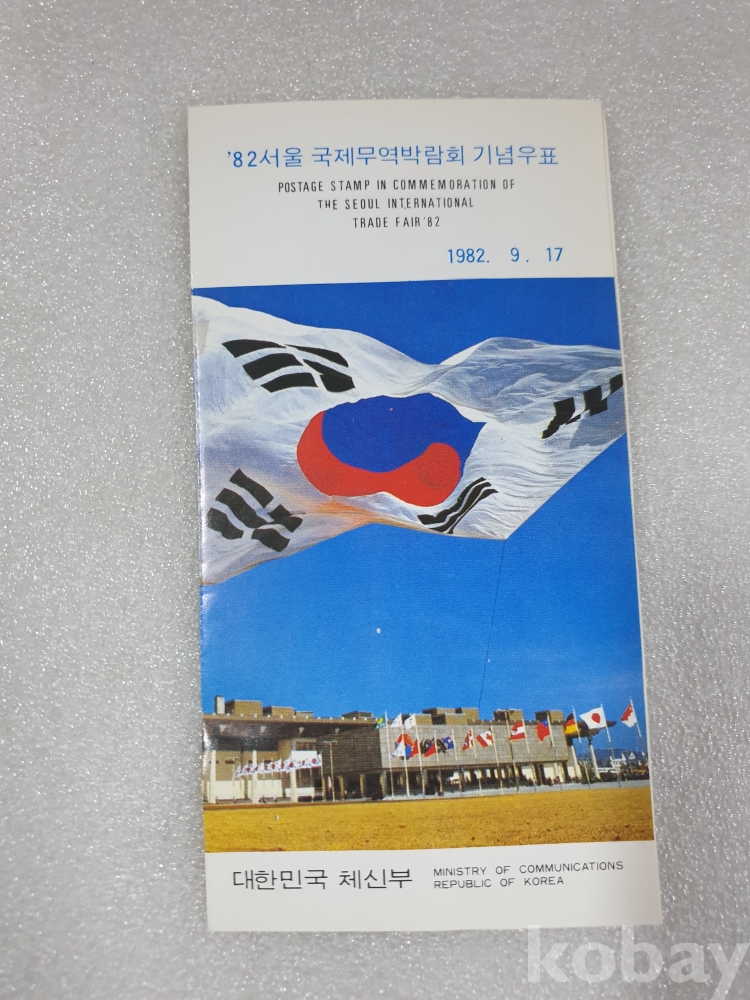 '82서울 국제무역박람회 기념우표
POSTAGE STAMP IN COMMEMORATION OF
THE SEOUL INTERNATIONAL
TRADE FAIR '82
1982. 9. 17
대한민국 체신부
MINISTRY OF COMMUNICATIONS
REPUBLIC OF KOREA
kobay